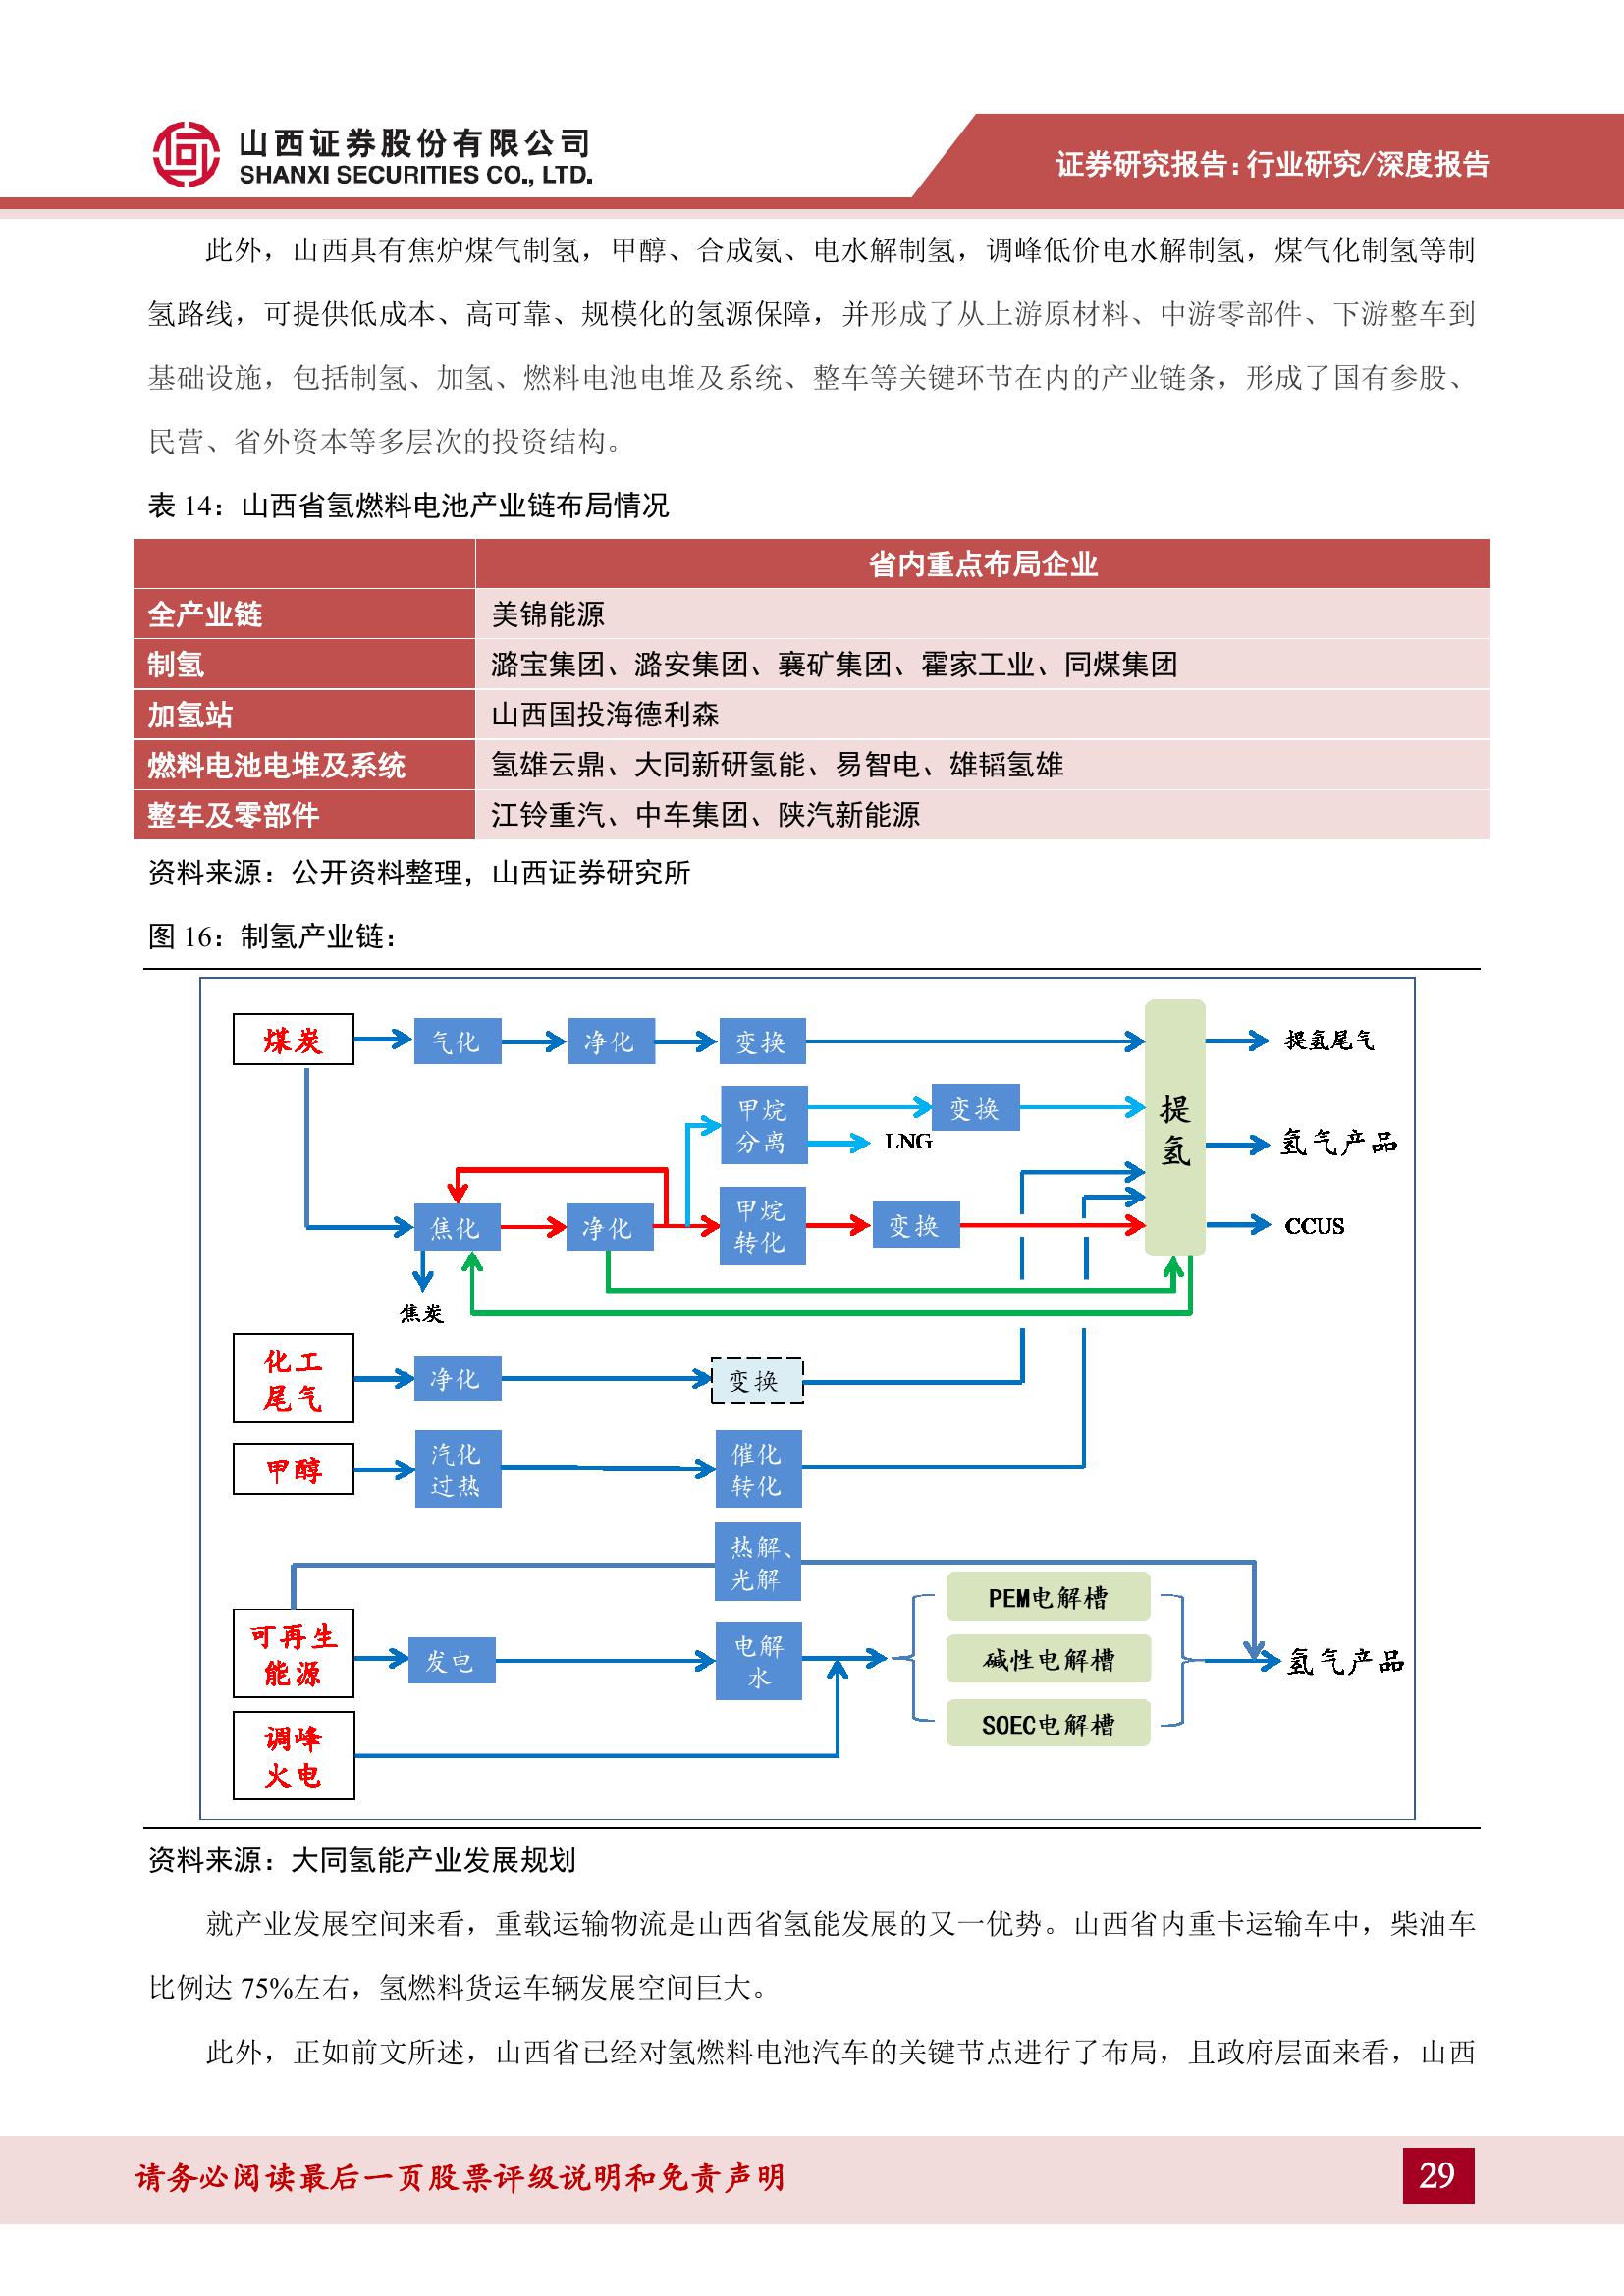 山西证券股份有限公司
SHANXI SECURITIES CO., LTD.
证券研究报告：行业研究/深度报告
此外，山西具有焦炉煤气制氢，甲醇、合成氨、电水解制氢，调峰低价电水解制氢，煤气化制氢等制
氢路线，可提供低成本、高可靠、规模化的氢源保障，并形成了从上游原材料、中游零部件、下游整车到
基础设施，包括制氢、加氢、燃料电池电堆及系统、整车等关键环节在内的产业链条，形成了国有参股、
民营、省外资本等多层次的投资结构。
表 14：山西省氢燃料电池产业链布局情况
省内重点布局企业
全产业链 美锦能源
制氢 潞宝集团、潞安集团、襄矿集团、霍家工业、同煤集团
加氢站 山西国投海德利森
燃料电池电堆及系统 氢雄云鼎、大同新研氢能、易智电、雄韬氢雄
整车及零部件 江铃重汽、中车集团、陕汽新能源
资料来源：公开资料整理，山西证券研究所
图 16：制氢产业链：
煤炭 气化 净化 变换 提氢尾气
甲烷
分离
变换
LNG
提
氢
氢气产品
焦化 净化
甲烷
转化
变换 CCUS
焦炭
化工
尾气
净化 变换
甲醇
汽化
过热
催化
转化
热解、
光解
PEM电解槽
可再生
能源
发电
电解
水
碱性电解槽
氢气产品
SOEC电解槽
调峰
火电
资料来源：大同氢能产业发展规划
就产业发展空间来看，重载运输物流是山西省氢能发展的又一优势。山西省内重卡运输车中，柴油车
比例达 75%左右，氢燃料货运车辆发展空间巨大。
此外，正如前文所述，山西省已经对氢燃料电池汽车的关键节点进行了布局，且政府层面来看，山西
请务必阅读最后一页股票评级说明和免责声明
29